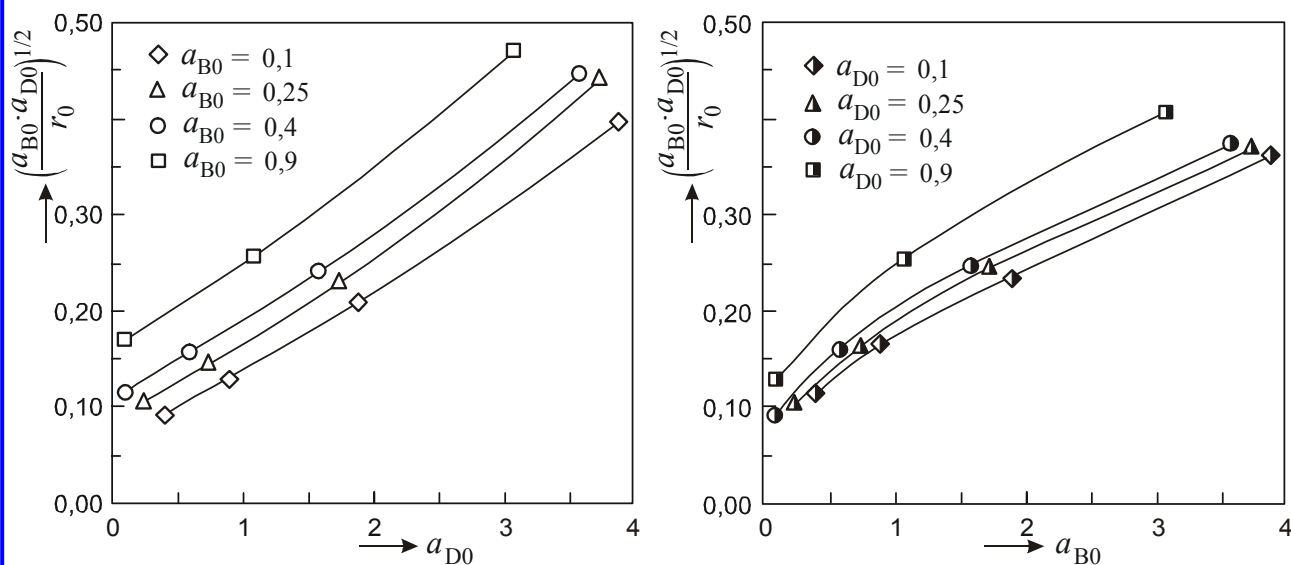 (a_B0·a_D0 / r_0)^1/2
0,50
0,30
0,20
0,10
0,00
a_B0 = 0,1
a_B0 = 0,25
a_B0 = 0,4
a_B0 = 0,9
0 1 2 3 4
a_D0
(a_B0·a_D0 / r_0)^1/2
0,50
0,30
0,20
0,10
0,00
a_D0 = 0,1
a_D0 = 0,25
a_D0 = 0,4
a_D0 = 0,9
0 1 2 3 4
a_B0